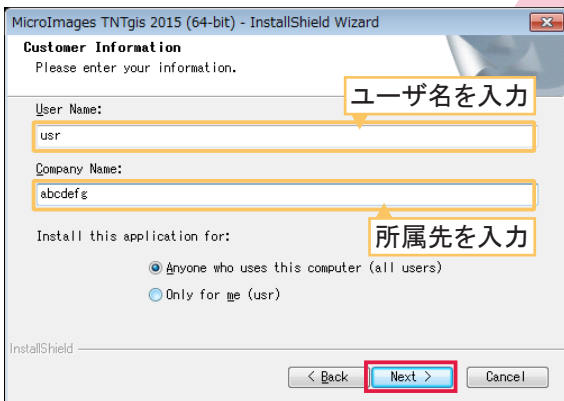 MicroImages TNTgis 2015 (64-bit) - InstallShield Wizard
Customer Information
Please enter your information.
ユーザ名を入力
User Name:
usr
Company Name:
abcdefg
所属先を入力
Install this application for:
Anyone who uses this computer (all users)
Only for me (usr)
InstallShield
< Back
Next >
Cancel